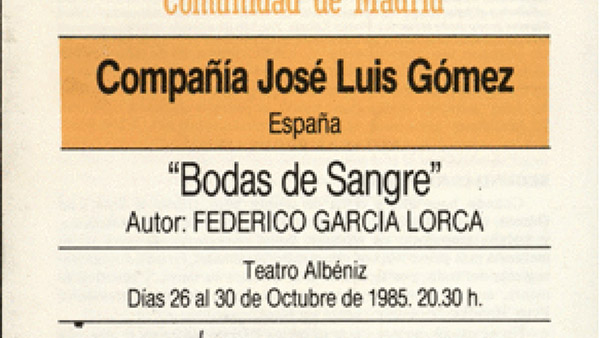 Comunidad de Madrid
Compañía José Luis Gómez
España
“Bodas de Sangre”
Autor: FEDERICO GARCIA LORCA
Teatro Albéniz
Días 26 al 30 de Octubre de 1985. 20.30 h.